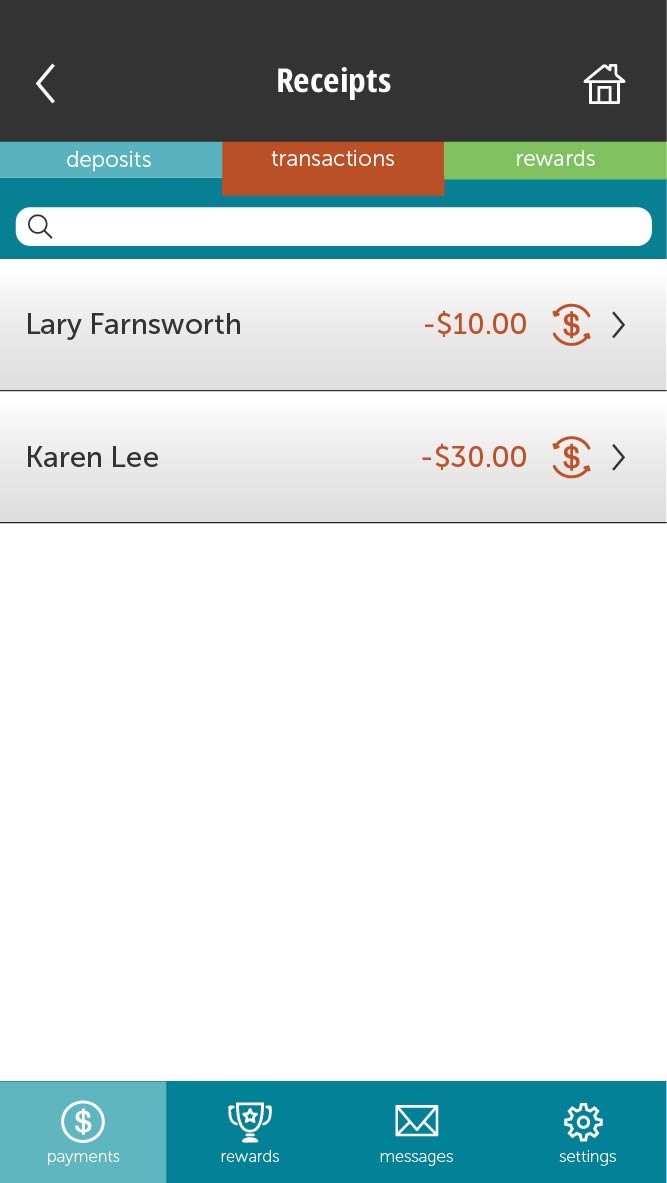 Receipts
deposits transactions rewards
Lary Farnsworth -$10.00 $
Karen Lee -$30.00 $
$
payments rewards messages settings